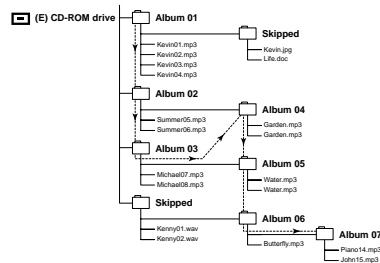 (E) CD-ROM drive
Album 01
Kevin01.mp3
Kevin02.mp3
Kevin03.mp3
Kevin04.mp3
Skipped
Kevin.jpg
Life.doc
Album 02
Summer05.mp3
Summer06.mp3
Album 04
Garden.mp3
Garden.mp3
Album 03
Michael07.mp3
Michael08.mp3
Album 05
Water.mp3
Water.mp3
Skipped
Kenny01.wav
Kenny02.wav
Album 06
Butterfly.mp3
Album 07
Piano14.mp3
John15.mp3